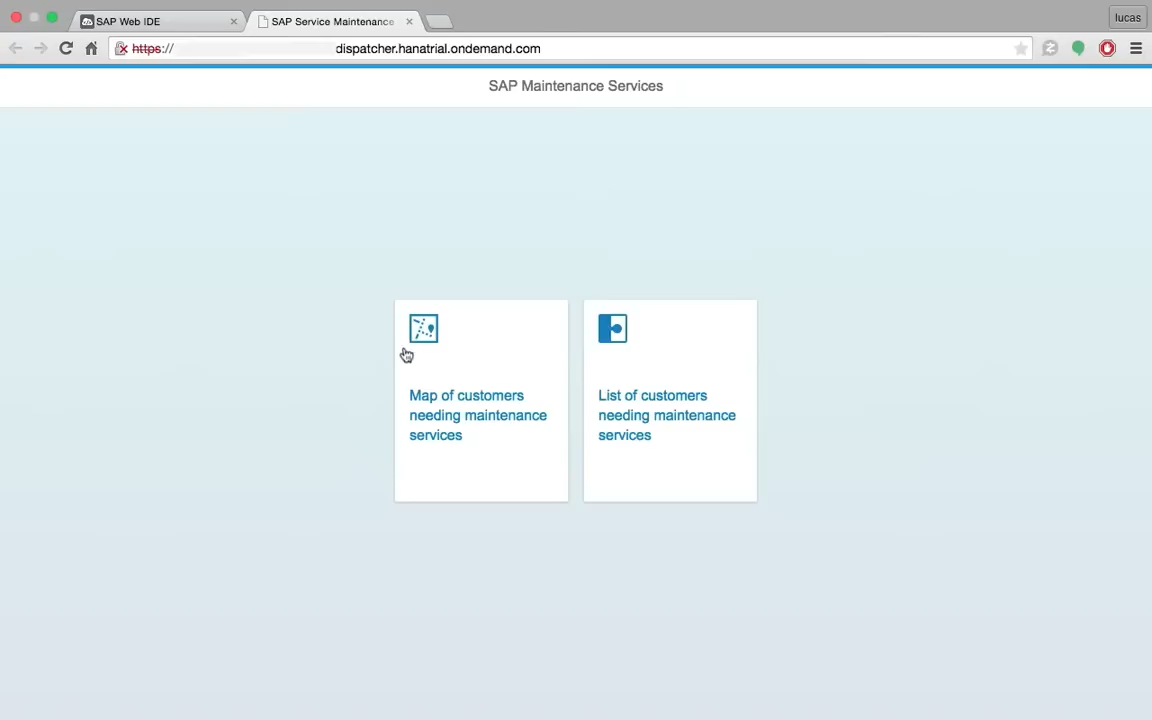 SAP Web IDE
SAP Service Maintenance
lucas
https://
dispatcher.hanatrial.ondemand.com
SAP Maintenance Services
Map of customers
needing maintenance
services
List of customers
needing maintenance
services